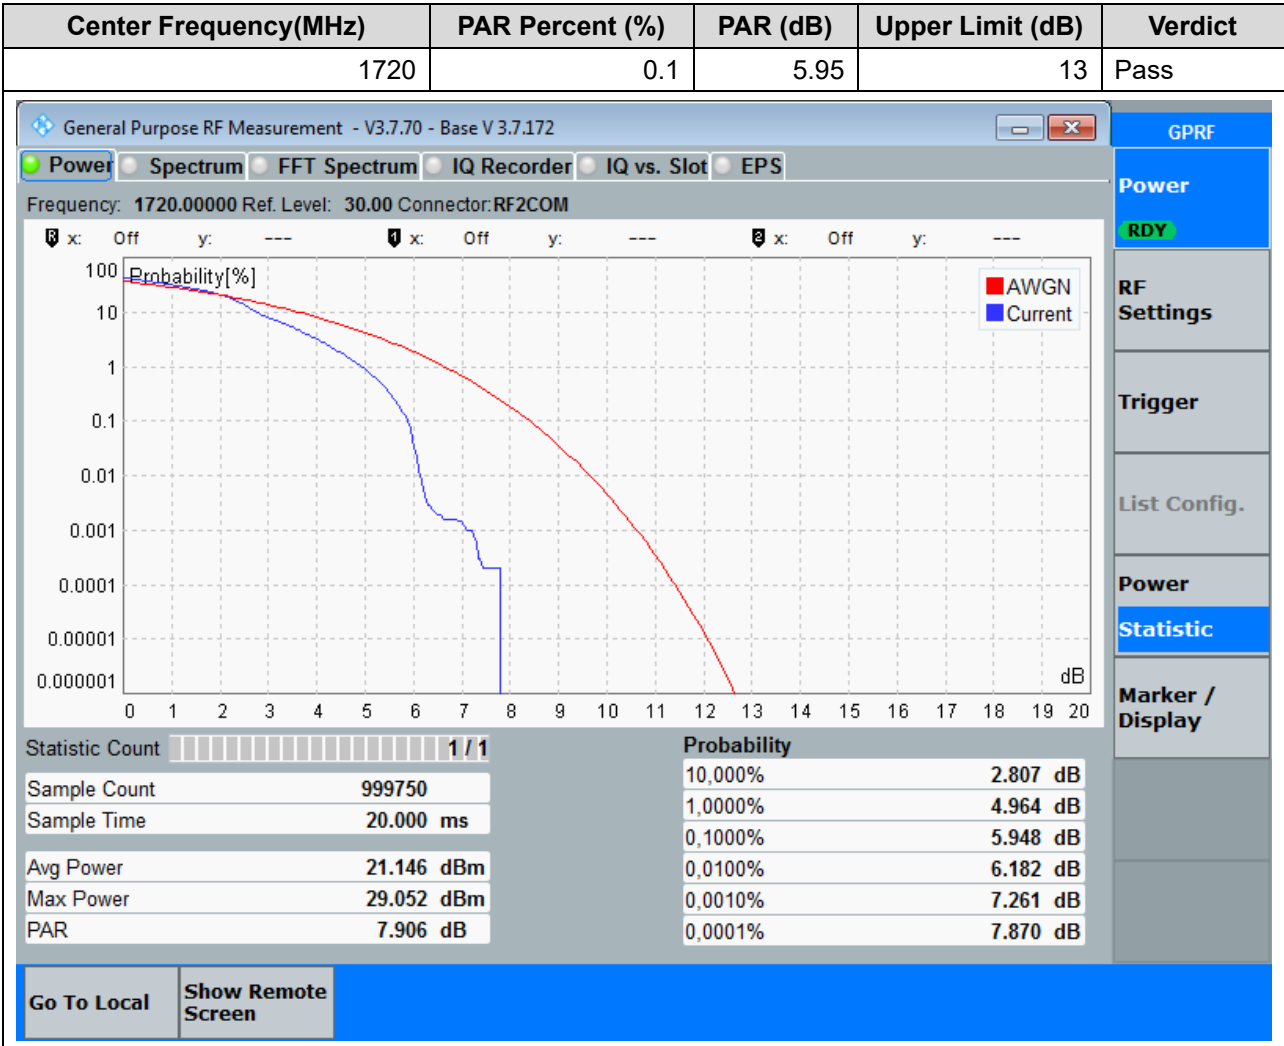 Center Frequency(MHz) PAR Percent (%) PAR (dB) Upper Limit (dB) Verdict
1720 0.1 5.95 13 Pass
General Purpose RF Measurement - V3.7.70 - Base V 3.7.172
GPRF
Power Spectrum FFT Spectrum IQ Recorder IQ vs. Slot EPS
Frequency: 1720.00000 Ref. Level: 30.00 Connector: RF2COM
R x: Off y: --- 1 x: Off y: --- 2 x: Off y: ---
Probability[%]
AWGN
Current
100
10
1
0.1
0.01
0.001
0.0001
0.00001
0.000001
dB
0 1 2 3 4 5 6 7 8 9 10 11 12 13 14 15 16 17 18 19 20
Statistic Count 1 / 1
Sample Count 999750
Sample Time 20.000 ms
Avg Power 21.146 dBm
Max Power 29.052 dBm
PAR 7.906 dB
Probability
10,000% 2.807 dB
1,0000% 4.964 dB
0,1000% 5.948 dB
0,0100% 6.182 dB
0,0010% 7.261 dB
0,0001% 7.870 dB
Power
RDY
RF
Settings
Trigger
List Config.
Power
Statistic
Marker /
Display
Go To Local
Show Remote
Screen